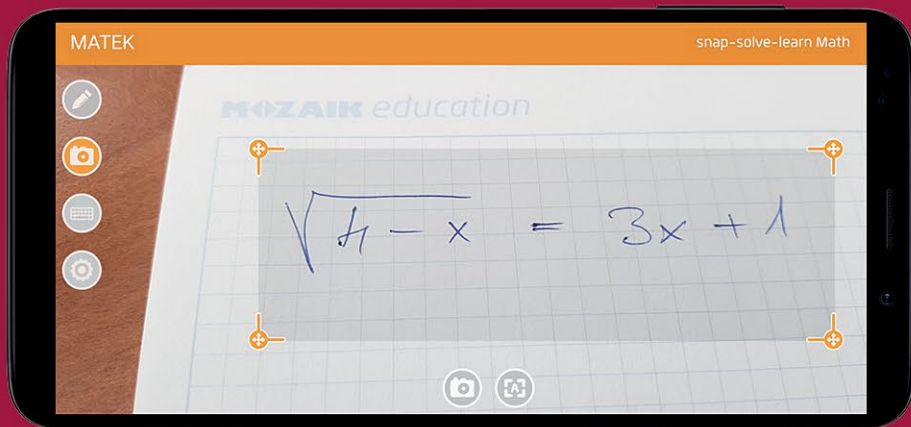 MATEK
snap-solve-learn Math
MOZAIK education
√4-x = 3x + 1
A